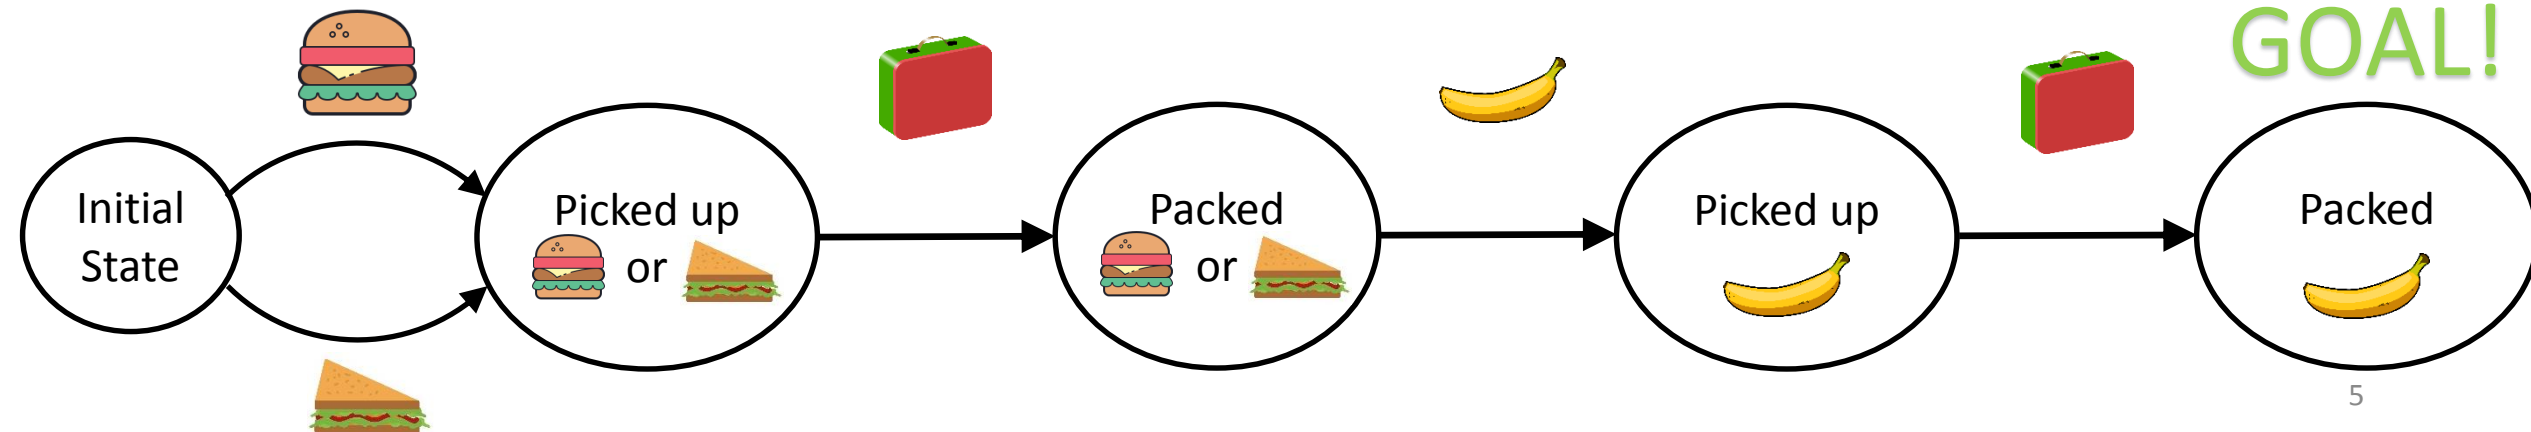 GOAL!
Initial
State
Picked up
or
Packed
or
Picked up
Packed
5